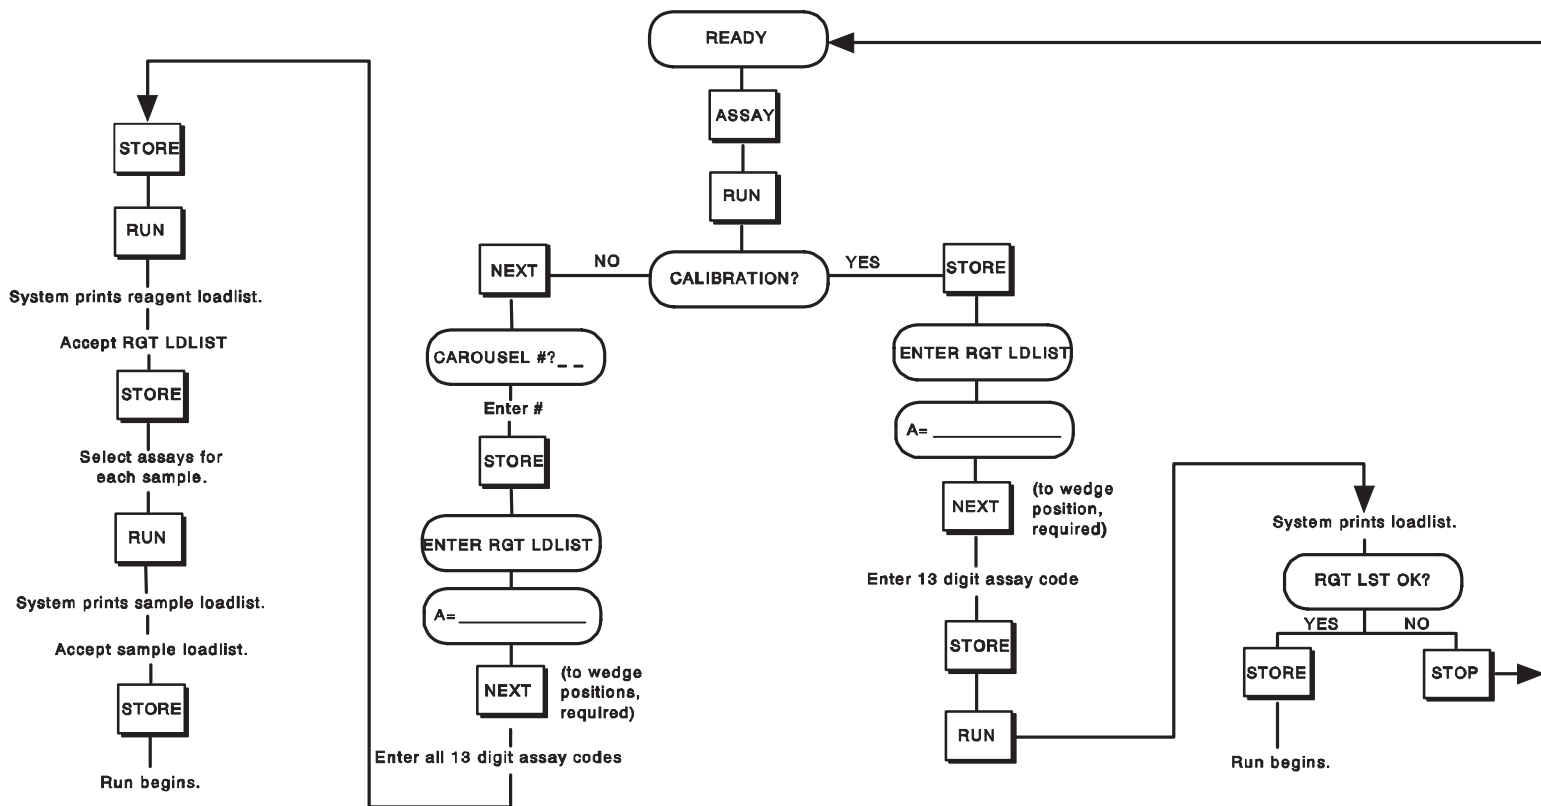 READY
ASSAY
RUN
CALIBRATION?
NO
NEXT
CAROUSEL #?_ _
Enter #
STORE
ENTER RGT LDLIST
A= _______________
NEXT
(to wedge
positions,
required)
Enter all 13 digit assay codes
STORE
RUN
System prints reagent loadlist.
Accept RGT LDLIST
STORE
Select assays for
each sample.
RUN
System prints sample loadlist.
Accept sample loadlist.
STORE
Run begins.
YES
STORE
ENTER RGT LDLIST
A= _______________
NEXT
(to wedge
position,
required)
Enter 13 digit assay code
STORE
RUN
System prints loadlist.
RGT LST OK?
YES
NO
STORE
STOP
Run begins.